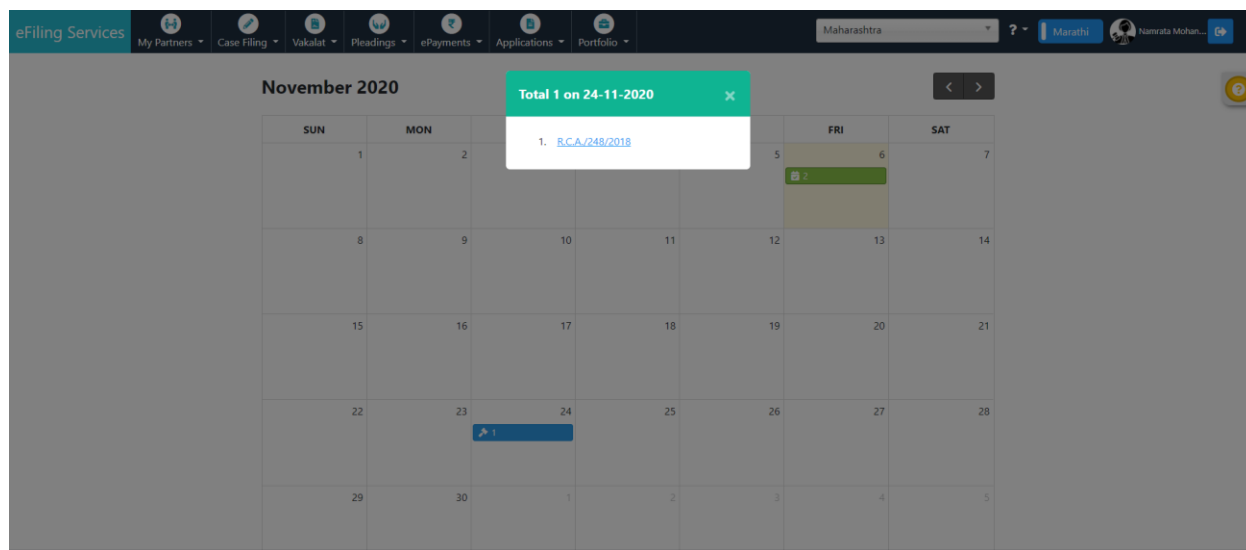 eFiling Services My Partners Case Filing Vakalat Pleadings ePayments Applications Portfolio Maharashtra ? Marathi Namrata Mohan...
November 2020
Total 1 on 24-11-2020 ×
1. R.C.A./248/2018
SUN MON FRI SAT
1 2 5 6 7
2
8 9 10 11 12 13 14
15 16 17 18 19 20 21
22 23 24 25 26 27 28
1
29 30 1 2 3 4 5